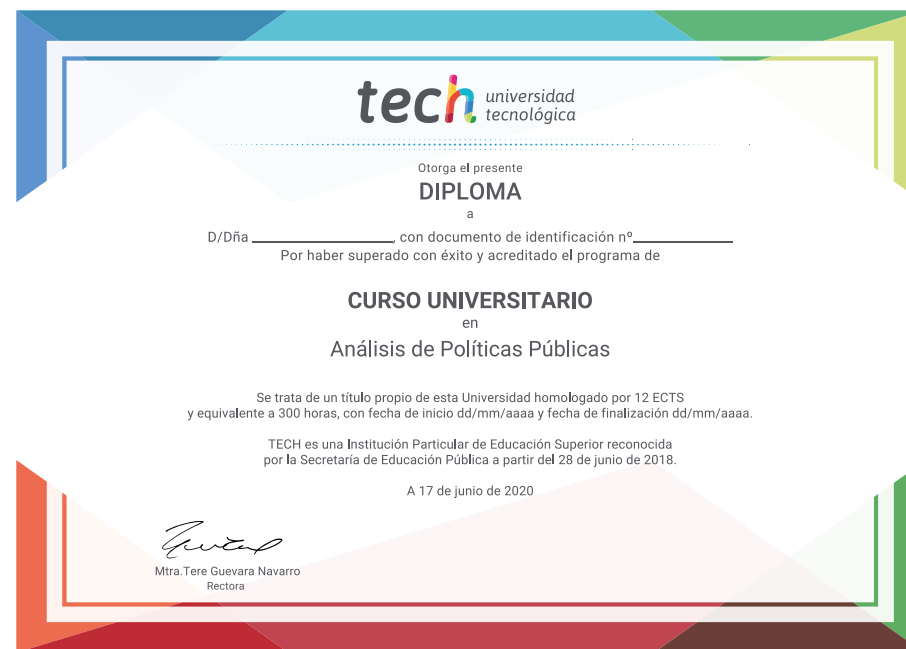 tech universidad
tecnológica
Otorga el presente
DIPLOMA
a
D/Dña ____________________, con documento de identificación nº______________
Por haber superado con éxito y acreditado el programa de
CURSO UNIVERSITARIO
en
Análisis de Políticas Públicas
Se trata de un título propio de esta Universidad homologado por 12 ECTS
y equivalente a 300 horas, con fecha de inicio dd/mm/aaaa y fecha de finalización dd/mm/aaaa.
TECH es una Institución Particular de Educación Superior reconocida
por la Secretaría de Educación Pública a partir del 28 de junio de 2018.
A 17 de junio de 2020
Mtra.Tere Guevara Navarro
Rectora